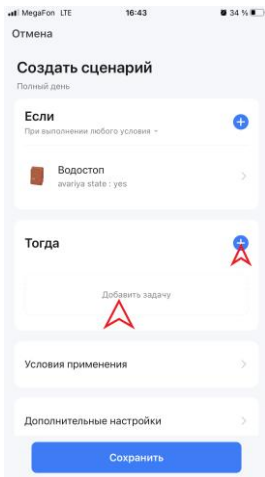 MegaFon LTE 16:43 34 %
Отмена
Создать сценарий
Полный день
Если
При выполнении любого условия
Водостоп
avariya state : yes
Тогда
Добавить задачу
Условия применения
Дополнительные настройки
Сохранить